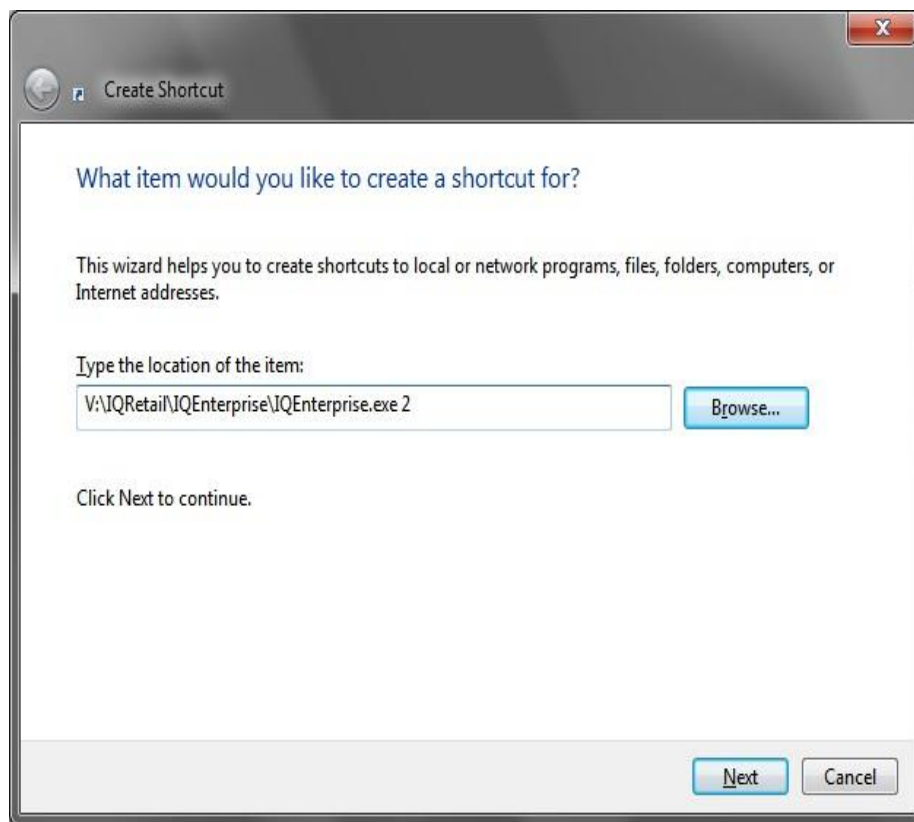 X
Create Shortcut
What item would you like to create a shortcut for?
This wizard helps you to create shortcuts to local or network programs, files, folders, computers, or
Internet addresses.
Type the location of the item:
V:\IQRetail\IQEnterprise\IQEnterprise.exe 2
Browse...
Click Next to continue.
Next
Cancel